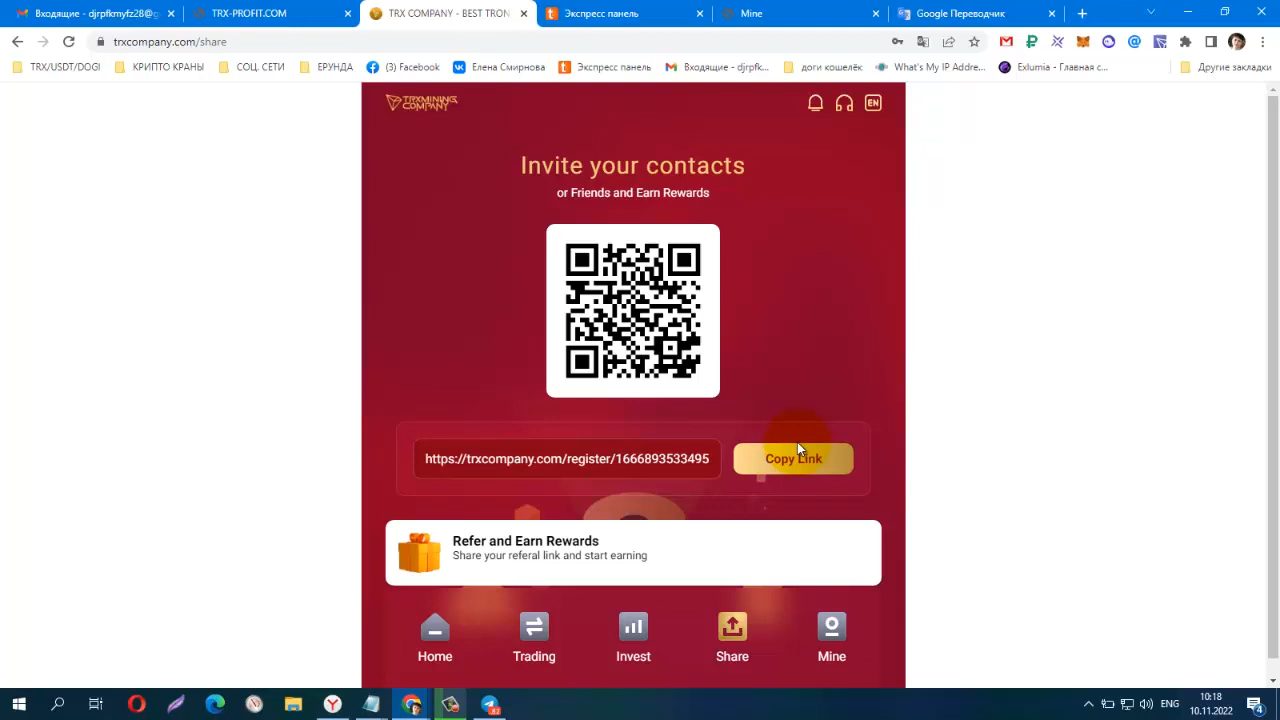 Входящие - djrpfkmyfz28@g
TRX-PROFIT.COM
TRX COMPANY - BEST TRON
Экспресс панель
Mine
Google Переводчик
trxcompany.com/share
TRX/USDT/DOGI
КРИПТО КРАНЫ
СОЦ. СЕТИ
ЕРУНДА
(3) Facebook
Елена Смирнова
Экспресс панель
Входящие - djrpfk...
доги кошелёк
What's My IP Addre...
Exlumia - Главная с...
Другие закладки
TRXMINING
COMPANY
EN
Invite your contacts
or Friends and Earn Rewards
https://trxcompany.com/register/1666893533495
Copy Link
Refer and Earn Rewards
Share your referal link and start earning
Home
Trading
Invest
Share
Mine
ENG
10:18
10.11.2022